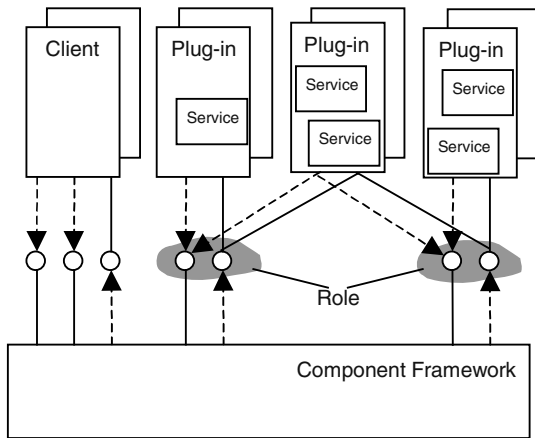 Client
Plug-in
Plug-in
Plug-in
Service
Service
Service
Service
Service
Role
Component Framework